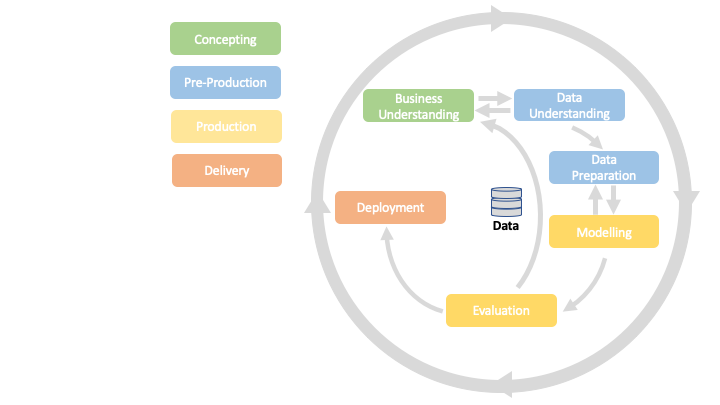 Concepting
Pre-Production
Production
Delivery
Business
Understanding
Data
Understanding
Data
Preparation
Deployment
Data
Modelling
Evaluation